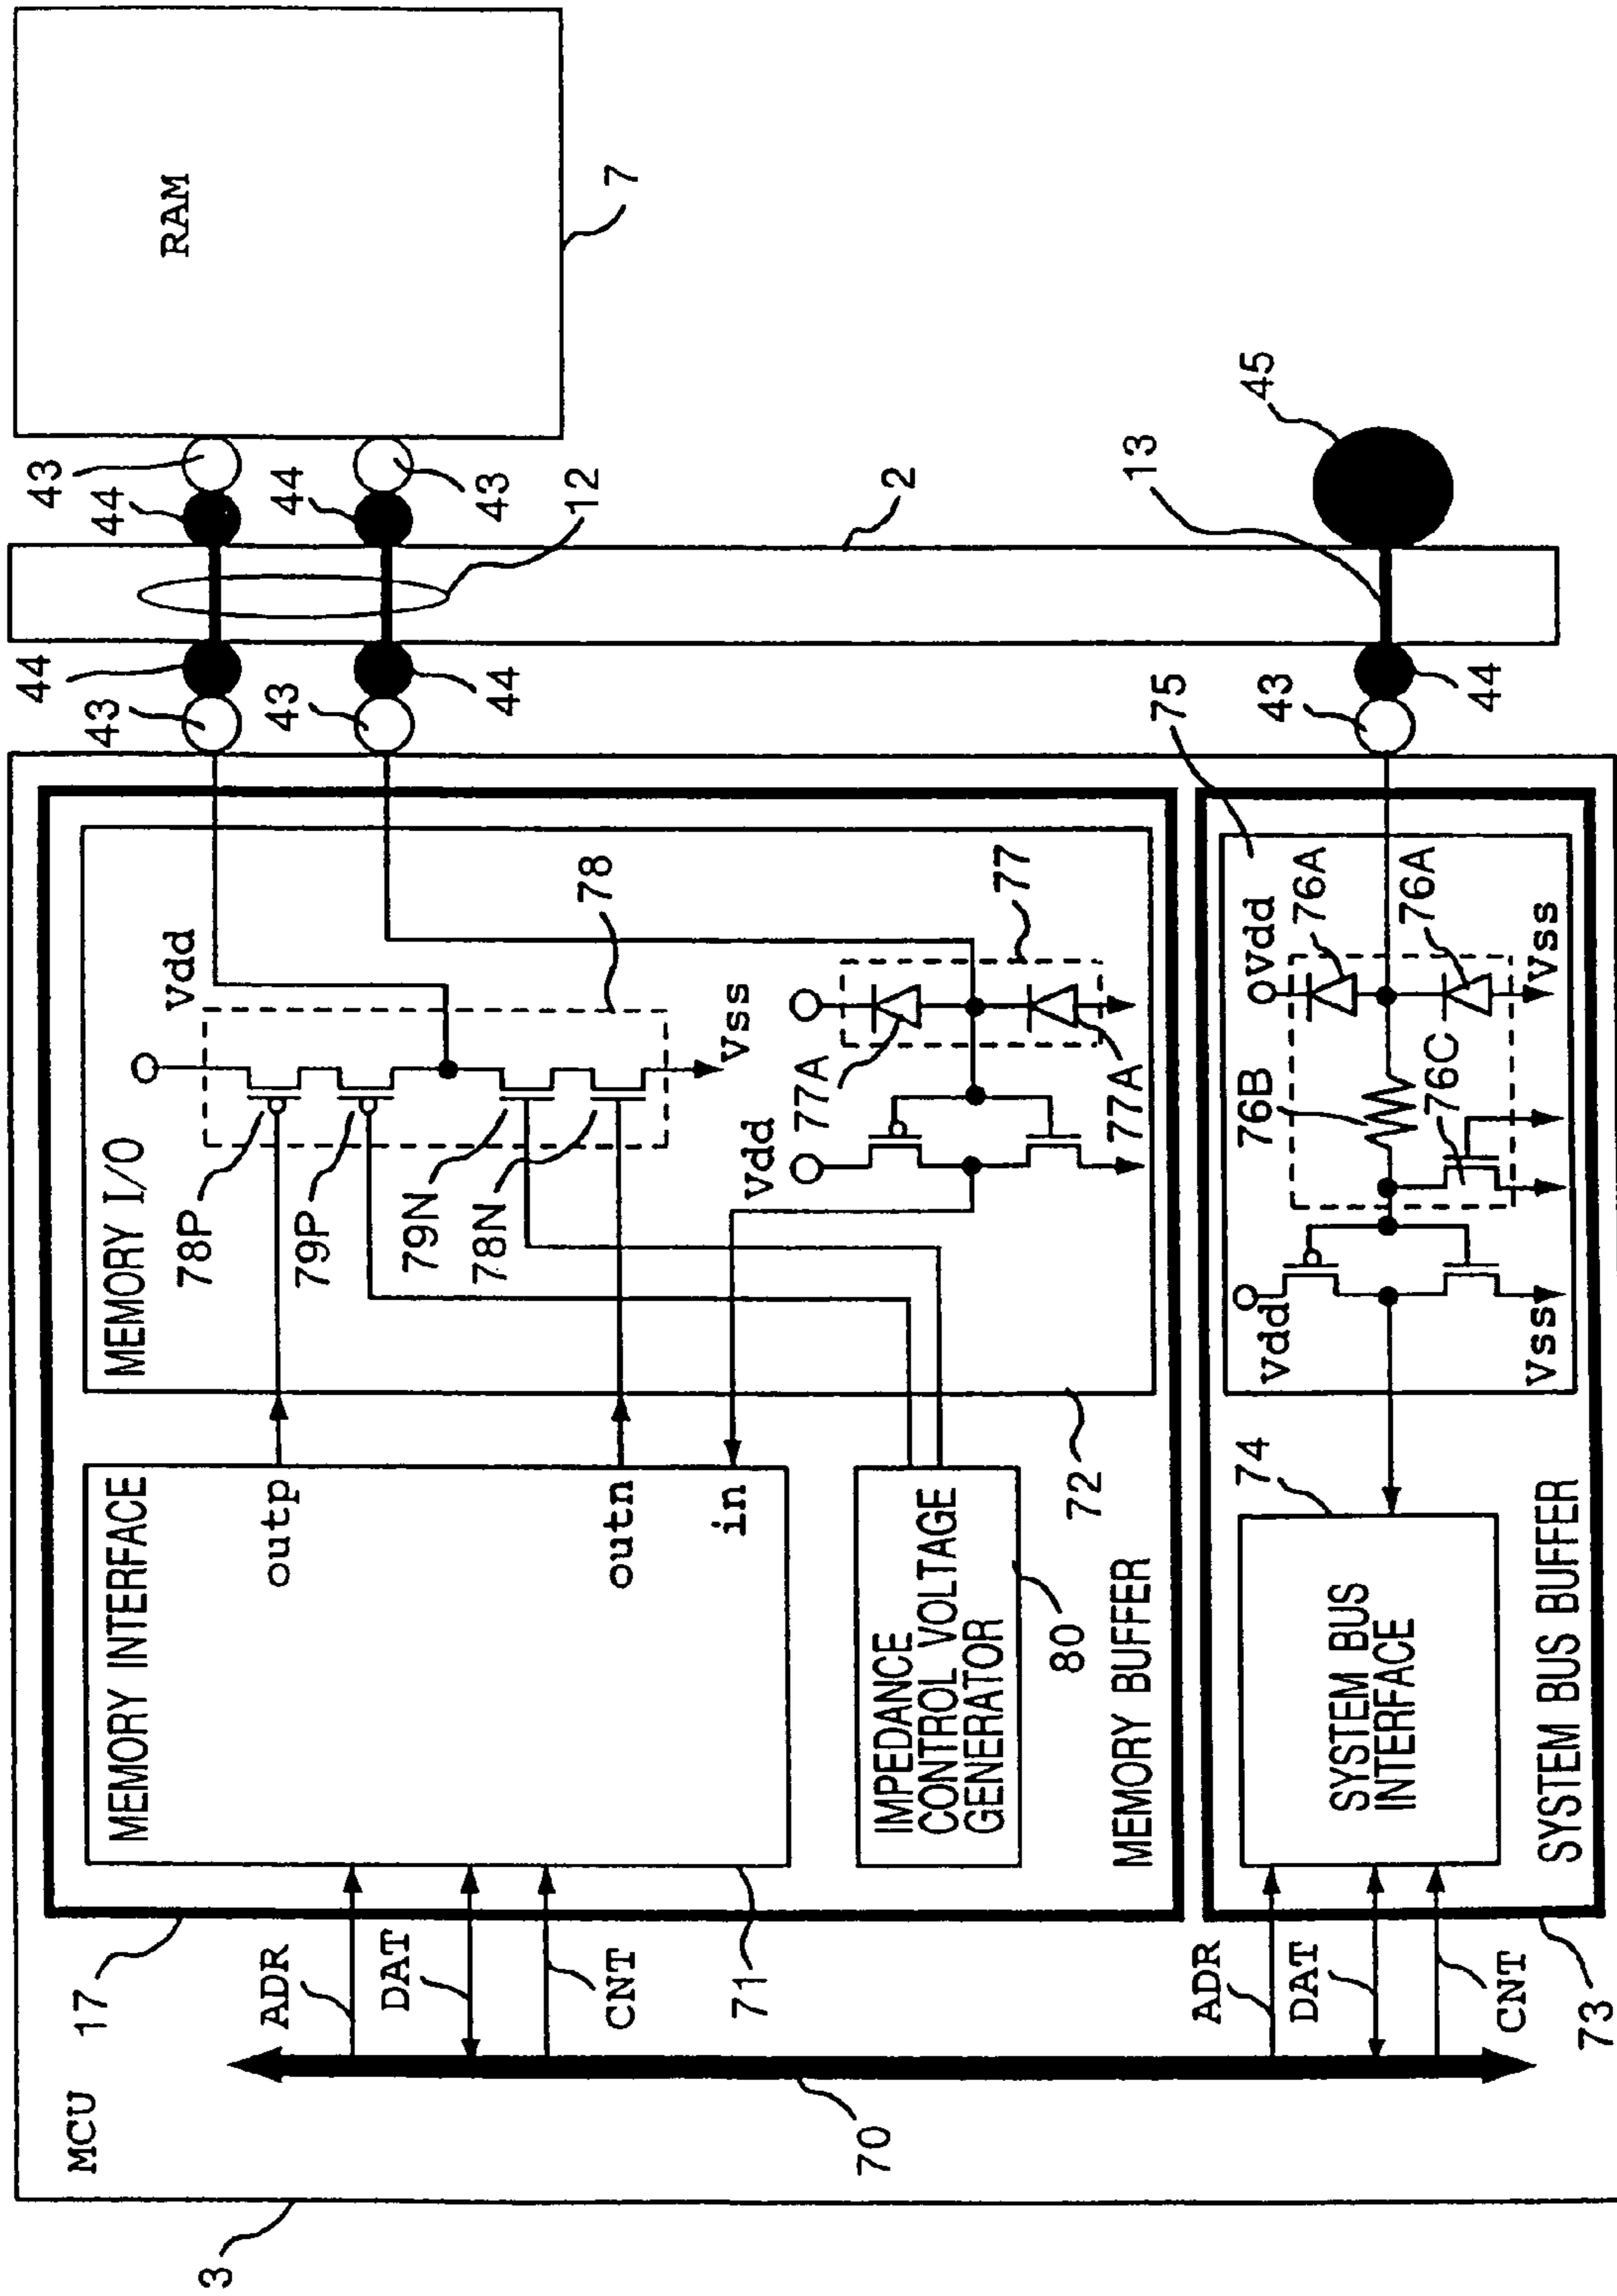 3
MCU
17
70
ADR
DAT
CNT
71
MEMORY INTERFACE
outp
outn
in
IMPEDANCE
CONTROL VOLTAGE
GENERATOR
80
MEMORY BUFFER
72
MEMORY I/O
78P
79P
79N
78N
Vdd
78
Vss
Vdd
77A
77
77A
ADR
DAT
CNT
73
SYSTEM BUS
INTERFACE
74
SYSTEM BUS BUFFER
Vdd
Vss
76B
76C
Vdd
76A
76A
Vss
75
43
44
43
44
43
44
12
2
13
44
43
44
43
45
RAM
7